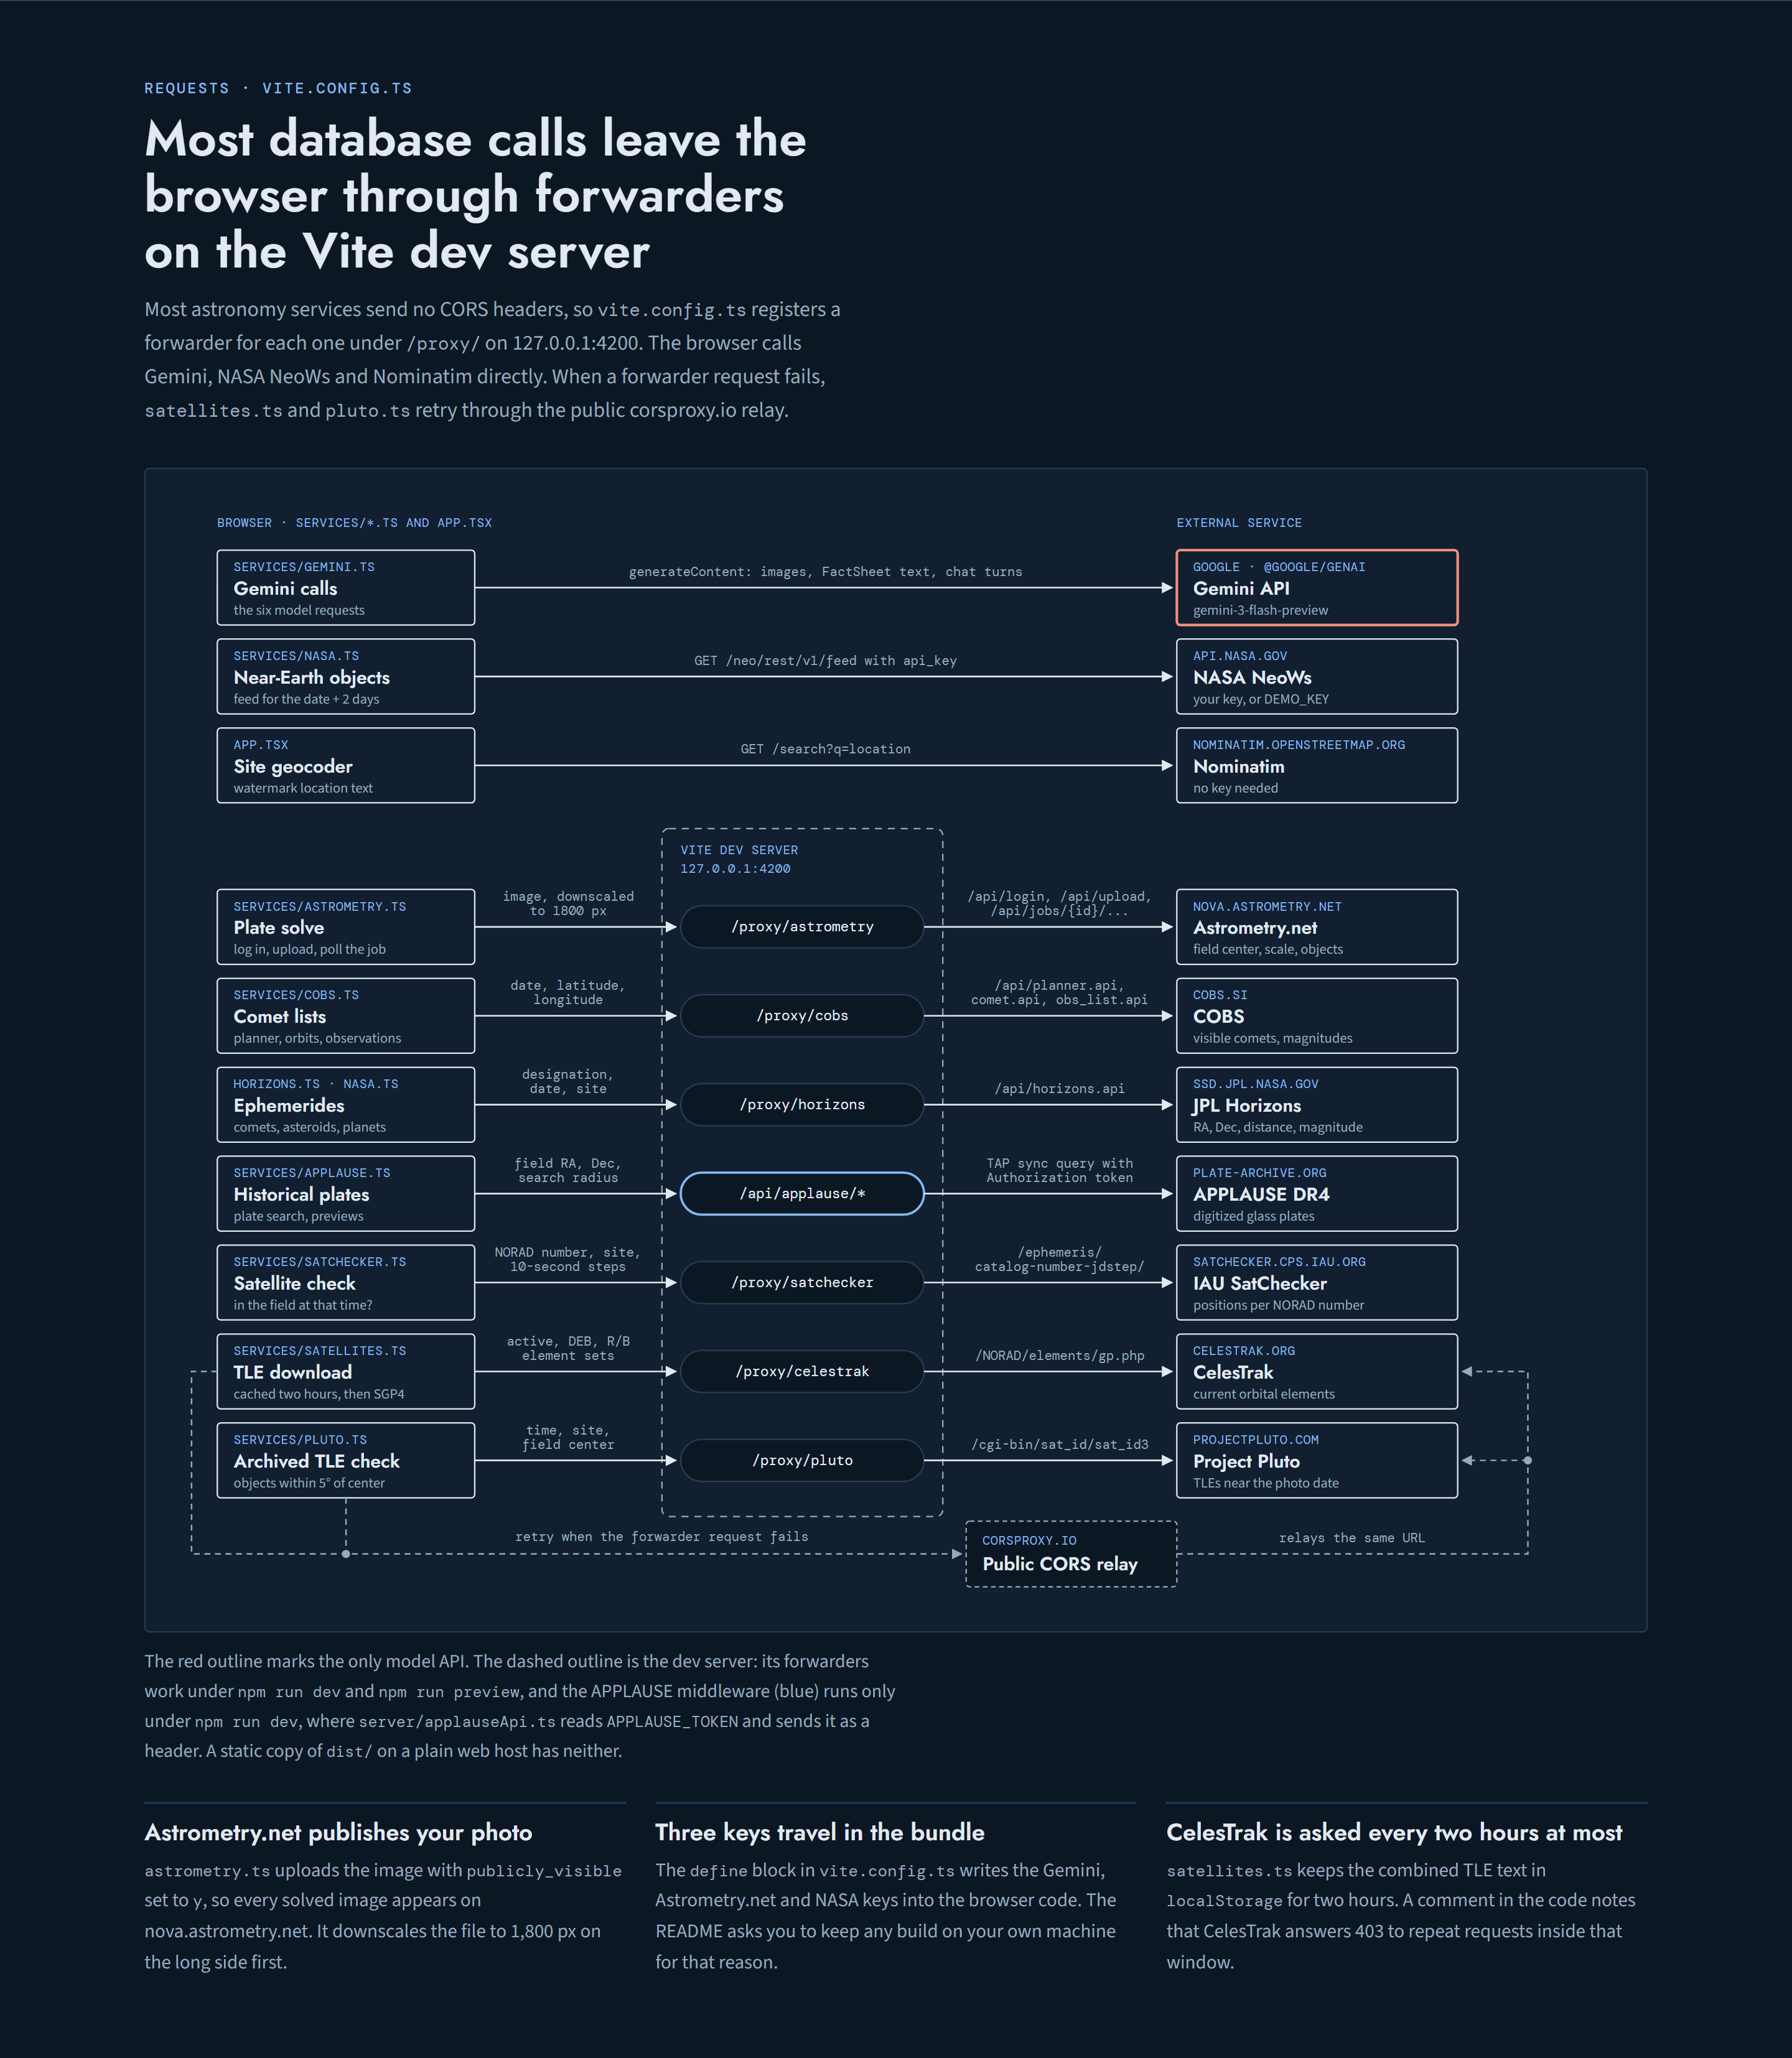 REQUESTS · VITE.CONFIG.TS
Most database calls leave the
browser through forwarders
on the Vite dev server
Most astronomy services send no CORS headers, so vite.config.ts registers a
forwarder for each one under /proxy/ on 127.0.0.1:4200. The browser calls
Gemini, NASA NeoWs and Nominatim directly. When a forwarder request fails,
satellites.ts and pluto.ts retry through the public corsproxy.io relay.
BROWSER · SERVICES/*.TS AND APP.TSX
EXTERNAL SERVICE
SERVICES/GEMINI.TS
Gemini calls
the six model requests
generateContent: images, FactSheet text, chat turns
GOOGLE · @GOOGLE/GENAI
Gemini API
gemini-3-flash-preview
SERVICES/NASA.TS
Near-Earth objects
feed for the date + 2 days
GET /neo/rest/v1/feed with api_key
API.NASA.GOV
NASA NeoWs
your key, or DEMO_KEY
APP.TSX
Site geocoder
watermark location text
GET /search?q=location
NOMINATIM.OPENSTREETMAP.ORG
Nominatim
no key needed
VITE DEV SERVER
127.0.0.1:4200
SERVICES/ASTROMETRY.TS
Plate solve
log in, upload, poll the job
image, downscaled
to 1800 px
/proxy/astrometry
/api/login, /api/upload,
/api/jobs/{id}/...
NOVA.ASTROMETRY.NET
Astrometry.net
field center, scale, objects
SERVICES/COBS.TS
Comet lists
planner, orbits, observations
date, latitude,
longitude
/proxy/cobs
/api/planner.api,
comet.api, obs_list.api
COBS.SI
COBS
visible comets, magnitudes
HORIZONS.TS · NASA.TS
Ephemerides
comets, asteroids, planets
designation,
date, site
/proxy/horizons
/api/horizons.api
SSD.JPL.NASA.GOV
JPL Horizons
RA, Dec, distance, magnitude
SERVICES/APPLAUSE.TS
Historical plates
plate search, previews
field RA, Dec,
search radius
/api/applause/*
TAP sync query with
Authorization token
PLATE-ARCHIVE.ORG
APPLAUSE DR4
digitized glass plates
SERVICES/SATCHECKER.TS
Satellite check
in the field at that time?
NORAD number, site,
10-second steps
/proxy/satchecker
/ephemeris/
catalog-number-jdstep/
SATCHECKER.CPS.IAU.ORG
IAU SatChecker
positions per NORAD number
SERVICES/SATELLITES.TS
TLE download
cached two hours, then SGP4
active, DEB, R/B
element sets
/proxy/celestrak
/NORAD/elements/gp.php
CELESTRAK.ORG
CelesTrak
current orbital elements
SERVICES/PLUTO.TS
Archived TLE check
objects within 5° of center
time, site,
field center
/proxy/pluto
/cgi-bin/sat_id/sat_id3
PROJECTPLUTO.COM
Project Pluto
TLEs near the photo date
retry when the forwarder request fails
CORSPROXY.IO
Public CORS relay
relays the same URL
The red outline marks the only model API. The dashed outline is the dev server: its forwarders
work under npm run dev and npm run preview, and the APPLAUSE middleware (blue) runs only
under npm run dev, where server/applauseApi.ts reads APPLAUSE_TOKEN and sends it as a
header. A static copy of dist/ on a plain web host has neither.
Astrometry.net publishes your photo
astrometry.ts uploads the image with publicly_visible
set to y, so every solved image appears on
nova.astrometry.net. It downscales the file to 1,800 px on
the long side first.
Three keys travel in the bundle
The define block in vite.config.ts writes the Gemini,
Astrometry.net and NASA keys into the browser code. The
README asks you to keep any build on your own machine
for that reason.
CelesTrak is asked every two hours at most
satellites.ts keeps the combined TLE text in
localStorage for two hours. A comment in the code notes
that CelesTrak answers 403 to repeat requests inside that
window.